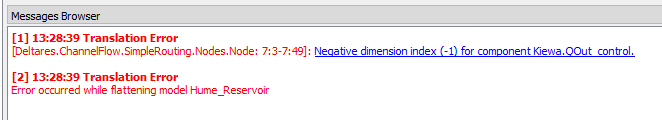 Messages Browser
[1] 13:28:39 Translation Error
[Deltares.ChannelFlow.SimpleRouting.Nodes.Node: 7:3-7:49]: Negative dimension index (-1) for component Kiewa.QOut_control.
[2] 13:28:39 Translation Error
Error occurred while flattening model Hume_Reservoir